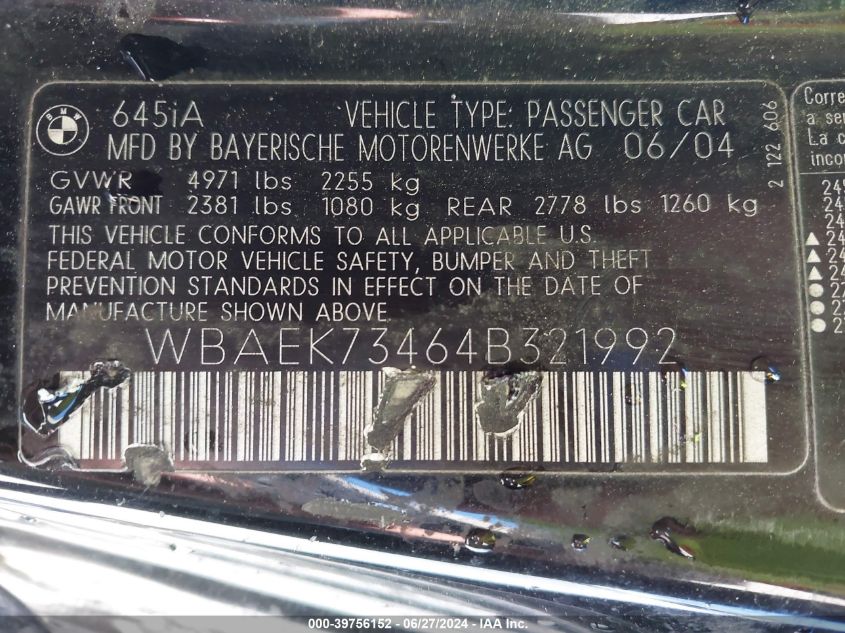 BMW
645iA VEHICLE TYPE: PASSENGER CAR
MFD BY BAYERISCHE MOTORENWERKE AG 06/04
GVWR 4971 lbs 2255 kg
GAWR FRONT 2381 lbs 1080 kg REAR 2778 lbs 1260 kg
THIS VEHICLE CONFORMS TO ALL APPLICABLE U.S.
FEDERAL MOTOR VEHICLE SAFETY, BUMPER AND THEFT
PREVENTION STANDARDS IN EFFECT ON THE DATE OF
MANUFACTURE SHOWN ABOVE
WBAEK73464B321992
2 122 606
a se
La c
000-39756152 - 06/27/2024 - IAA Inc.